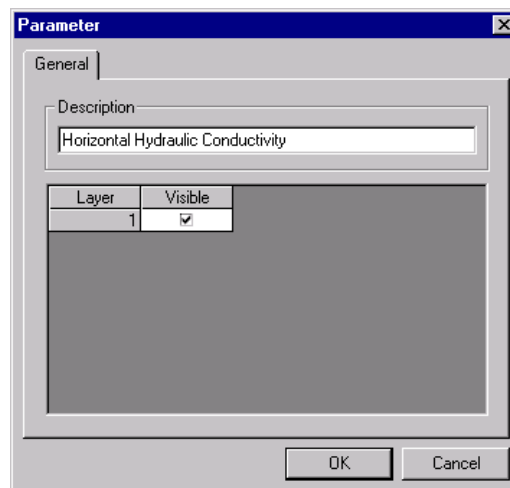 Parameter
General
Description
Horizontal Hydraulic Conductivity
Layer Visible
1
OK Cancel